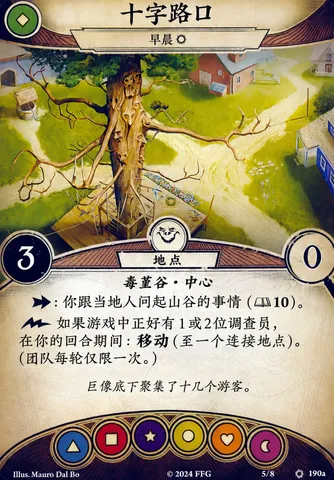 十字路口
早晨
3
0
地点
毒堇谷·中心
:你跟当地人问起山谷的事情(10)。
如果游戏中正好有1或2位调查员，
在你的回合期间:移动(至一个连接地点)。
(团队每轮仅限一次。)
巨像底下聚集了十几个游客。
Illus. Mauro Dal Bo © 2024 FFG 5/8 190a